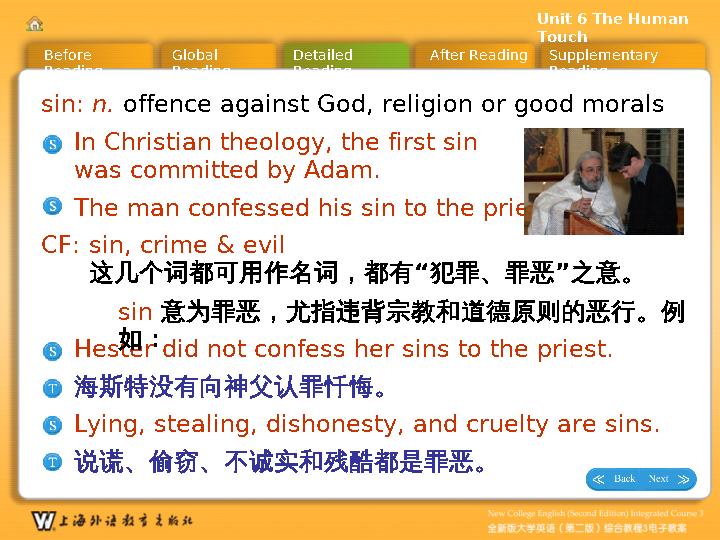 Unit 6 The Human
Touch
Before
Reading
Global
Reading
Detailed
Reading
After Reading
Supplementary
Reading
sin: n. offence against God, religion or good morals
S In Christian theology, the first sin
was committed by Adam.
S The man confessed his sin to the prie
CF: sin, crime & evil
这几个词都可用作名词，都有“犯罪、罪恶”之意。
sin 意为罪恶，尤指违背宗教和道德原则的恶行。例
如：
S Hester did not confess her sins to the priest.
T 海斯特没有向神父认罪忏悔。
S Lying, stealing, dishonesty, and cruelty are sins.
T 说谎、偷窃、不诚实和残酷都是罪恶。
Back Next
W 上海外语教育出版社
New College English (Second Edition) Integrated Course 3
全新版大学英语（第二版）综合教程3电子教案